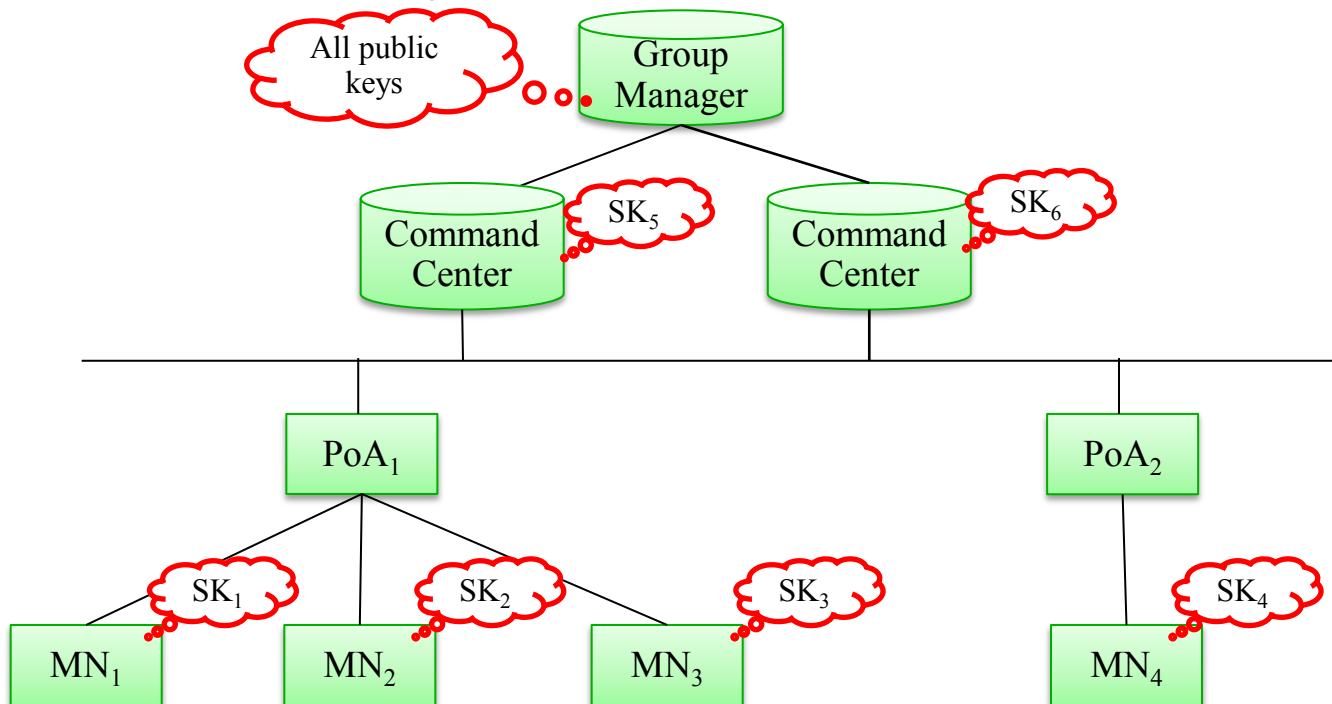 All public
keys
Group
Manager
Command
Center
SK₅
Command
Center
SK₆
PoA₁
PoA₂
SK₁
SK₂
SK₃
SK₄
MN₁
MN₂
MN₃
MN₄